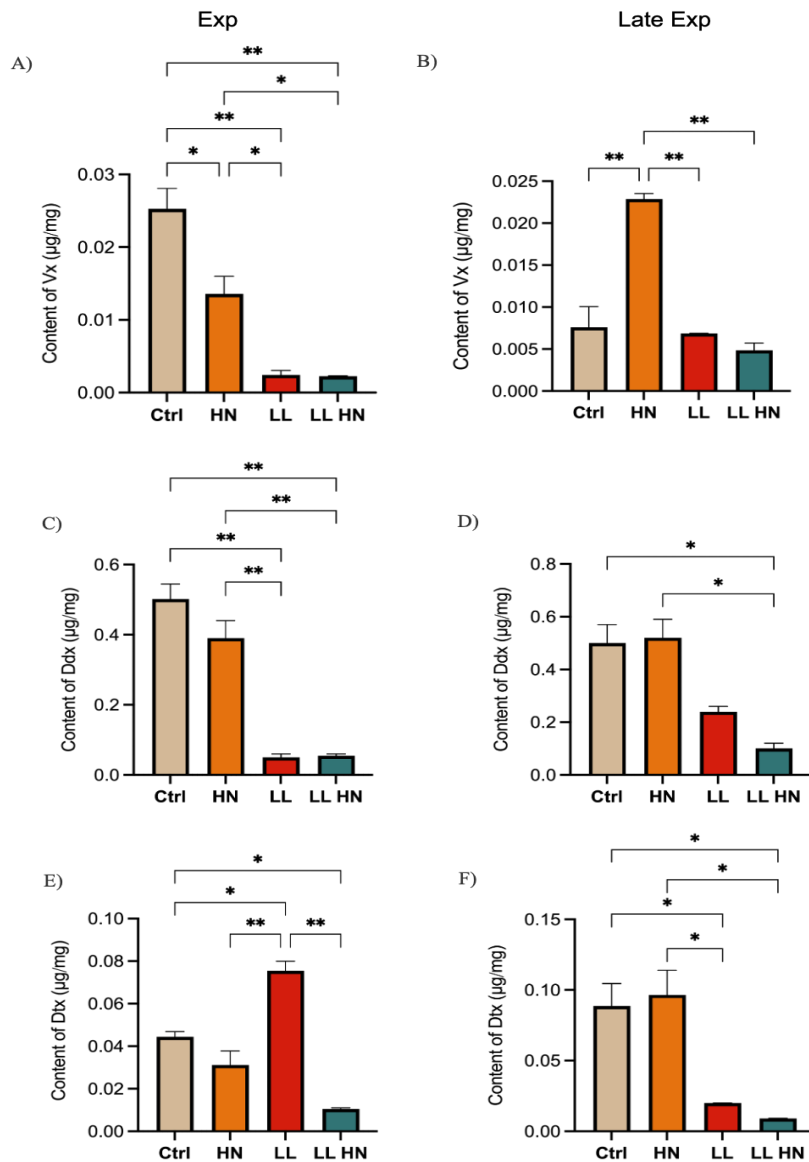 Exp
Late Exp
A)
**
*
**
*
*
Content of Vx (µg/mg)
0.03
0.02
0.01
0.00
Ctrl HN LL LL HN
B)
**
**
**
Content of Vx (µg/mg)
0.025
0.020
0.015
0.010
0.005
0.000
Ctrl HN LL LL HN
C)
**
**
**
**
Content of Ddx (µg/mg)
0.6
0.4
0.2
0.0
Ctrl HN LL LL HN
D)
*
*
Content of Ddx (µg/mg)
0.8
0.6
0.4
0.2
0.0
Ctrl HN LL LL HN
E)
*
*
**
**
Content of Dtx (µg/mg)
0.10
0.08
0.06
0.04
0.02
0.00
Ctrl HN LL LL HN
F)
*
*
*
*
Content of Dtx (µg/mg)
0.15
0.10
0.05
0.00
Ctrl HN LL LL HN